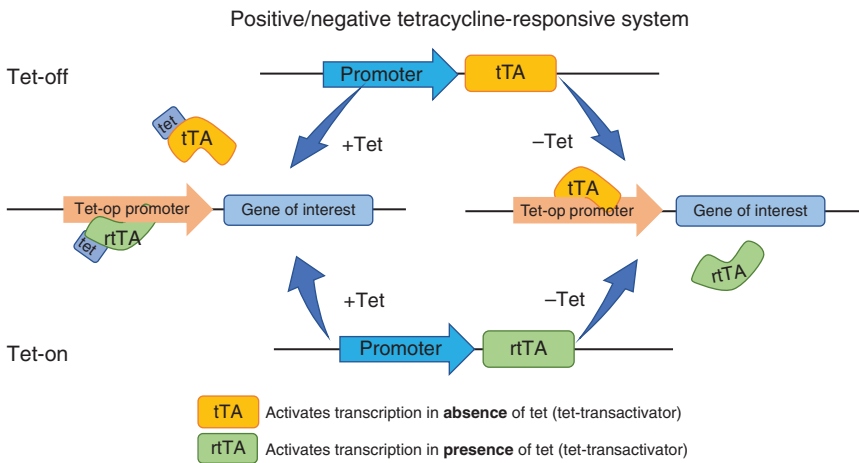 Positive/negative tetracycline-responsive system
Tet-off
Promoter
tTA
tet
tTA
+Tet
–Tet
Tet-op promoter
Gene of interest
rtTA
tet
tTA
Tet-op promoter
Gene of interest
rtTA
+Tet
–Tet
Tet-on
Promoter
rtTA
tTA Activates transcription in absence of tet (tet-transactivator)
rtTA Activates transcription in presence of tet (tet-transactivator)